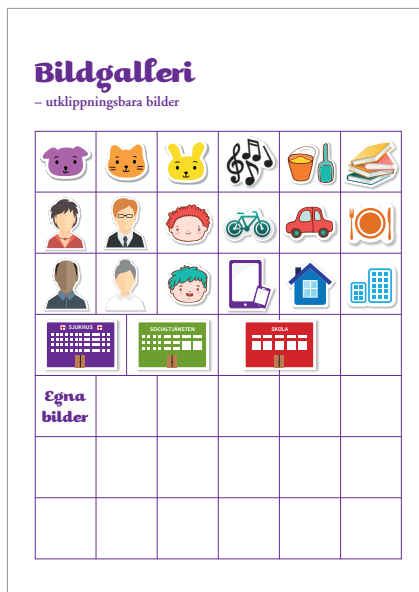 Bildgalleri
– utklippningsbara bilder
SJUKHUS
SOCIALTJÄNSTEN
SKOLA
Egna
bilder